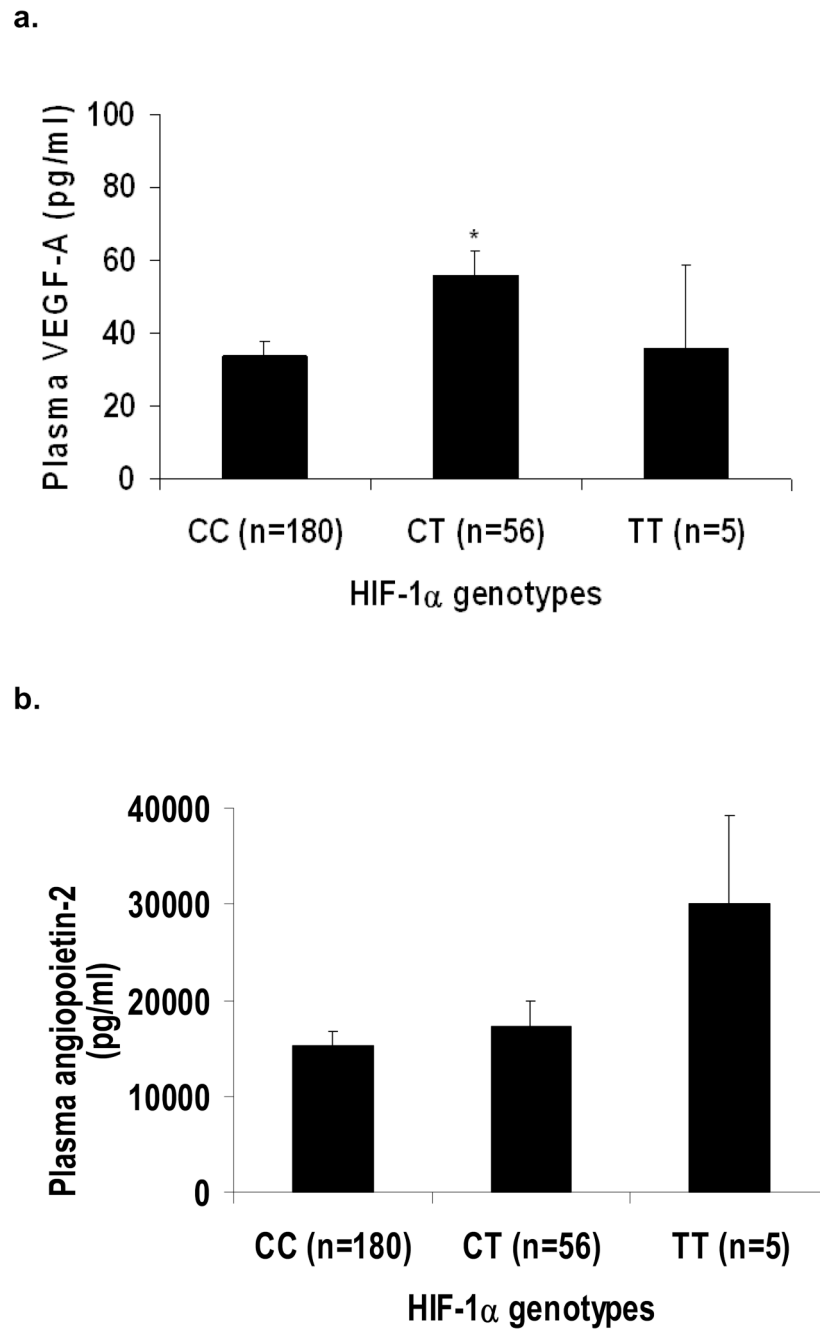 a.
Plasma VEGF-A (pg/ml)
100
80
60
40
20
0
*
CC (n=180) CT (n=56) TT (n=5)
HIF-1α genotypes
b.
Plasma angiopoietin-2
(pg/ml)
40000
30000
20000
10000
0
CC (n=180) CT (n=56) TT (n=5)
HIF-1α genotypes